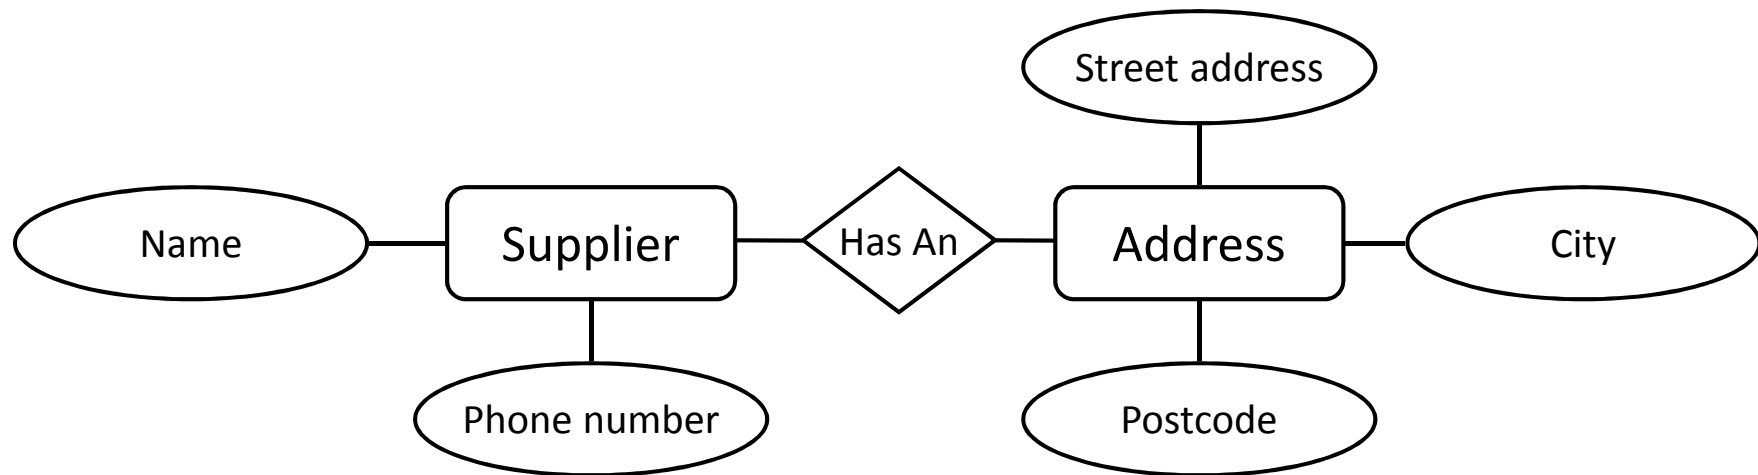 Street address
Name
Supplier
Has An
Address
City
Phone number
Postcode